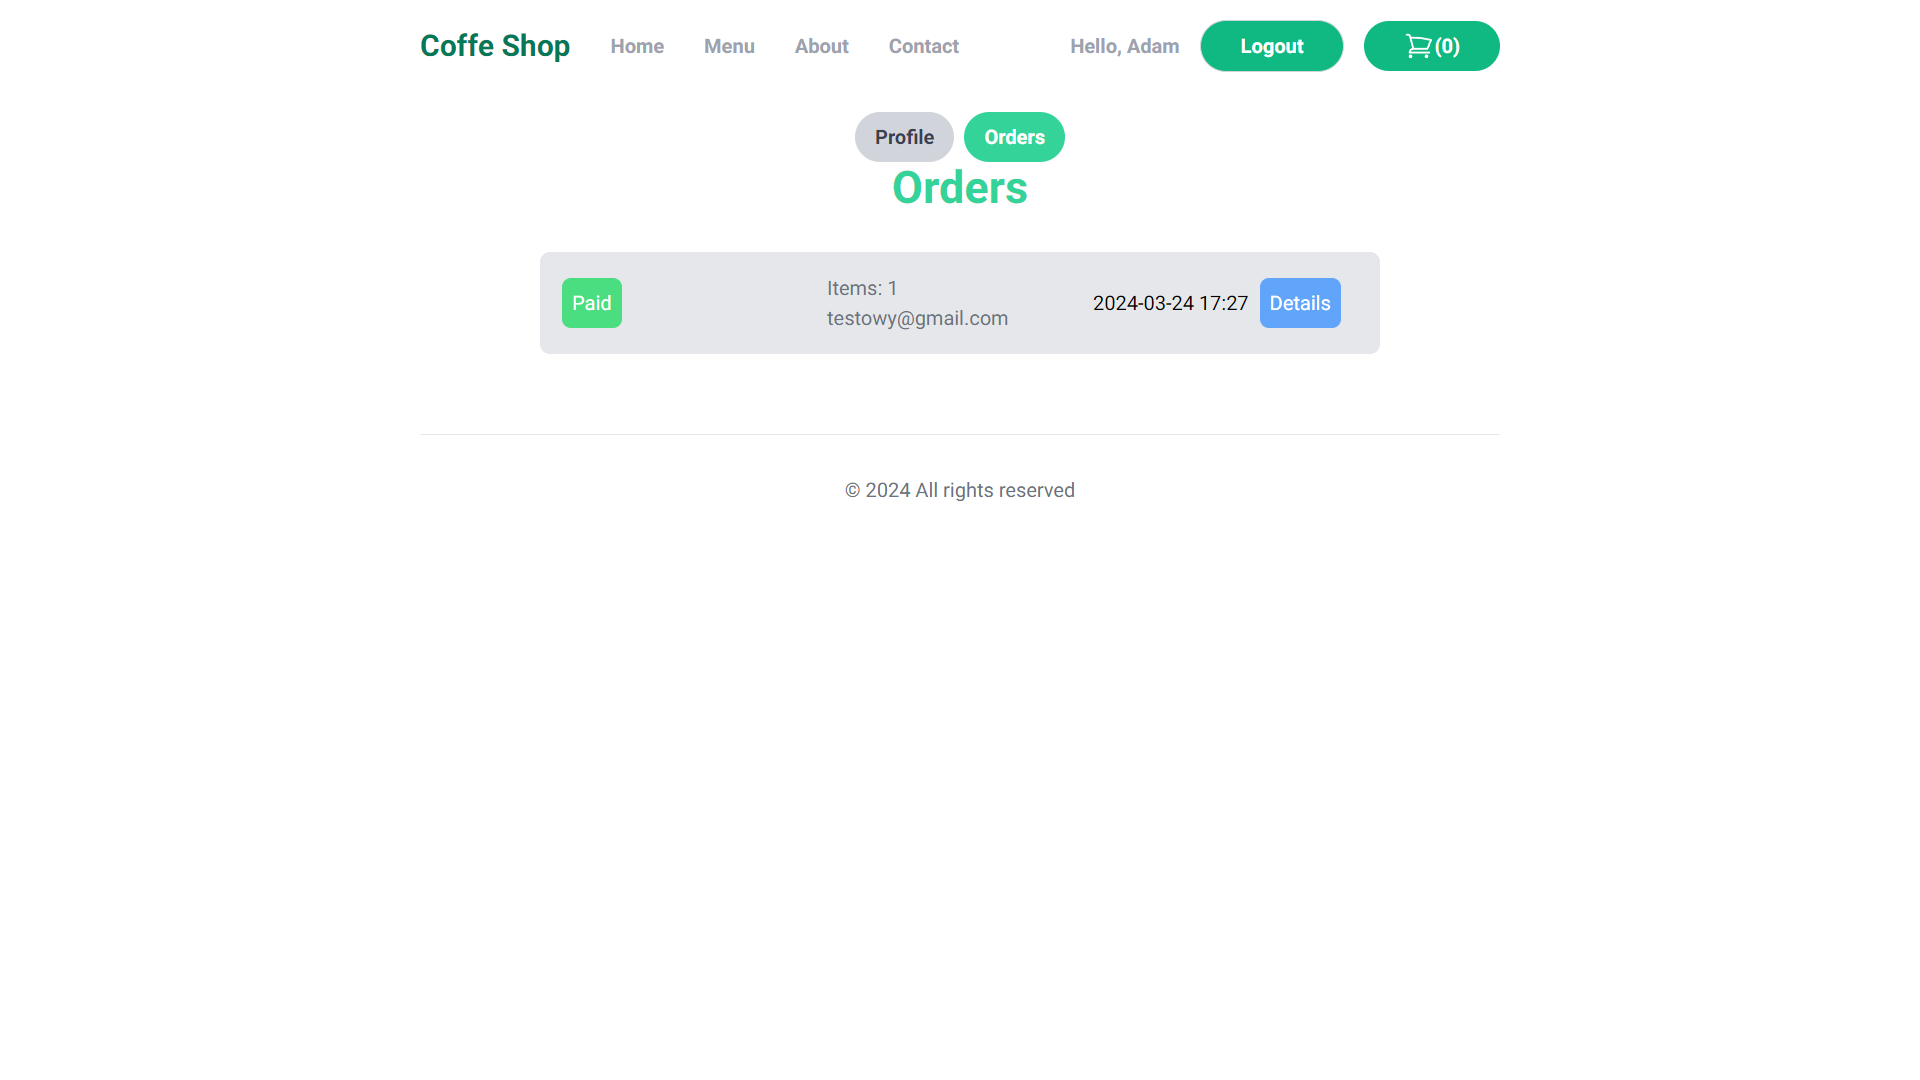 Coffe Shop Home Menu About Contact Hello, Adam Logout (0)
Profile Orders
Orders
Paid
Items: 1
testowy@gmail.com
2024-03-24 17:27 Details
© 2024 All rights reserved